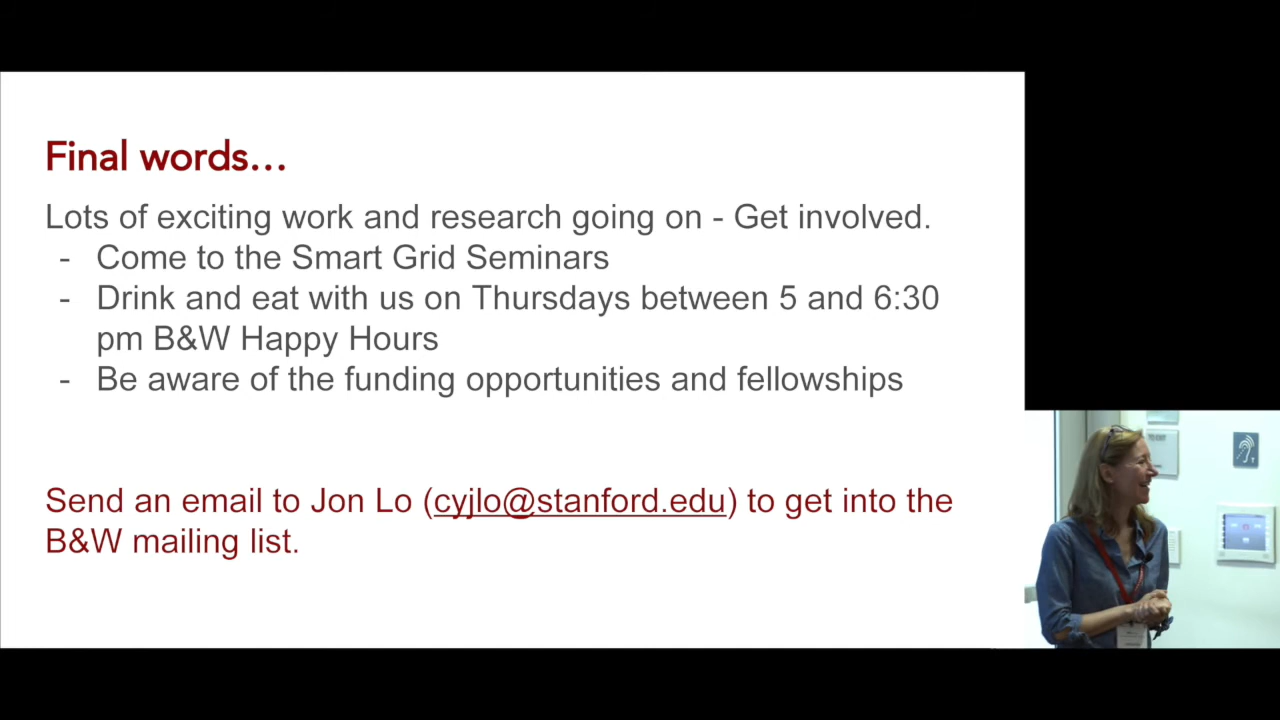 Final words...
Lots of exciting work and research going on - Get involved.
- Come to the Smart Grid Seminars
- Drink and eat with us on Thursdays between 5 and 6:30
pm B&W Happy Hours
- Be aware of the funding opportunities and fellowships
Send an email to Jon Lo (cyjlo@stanford.edu) to get into the
B&W mailing list.